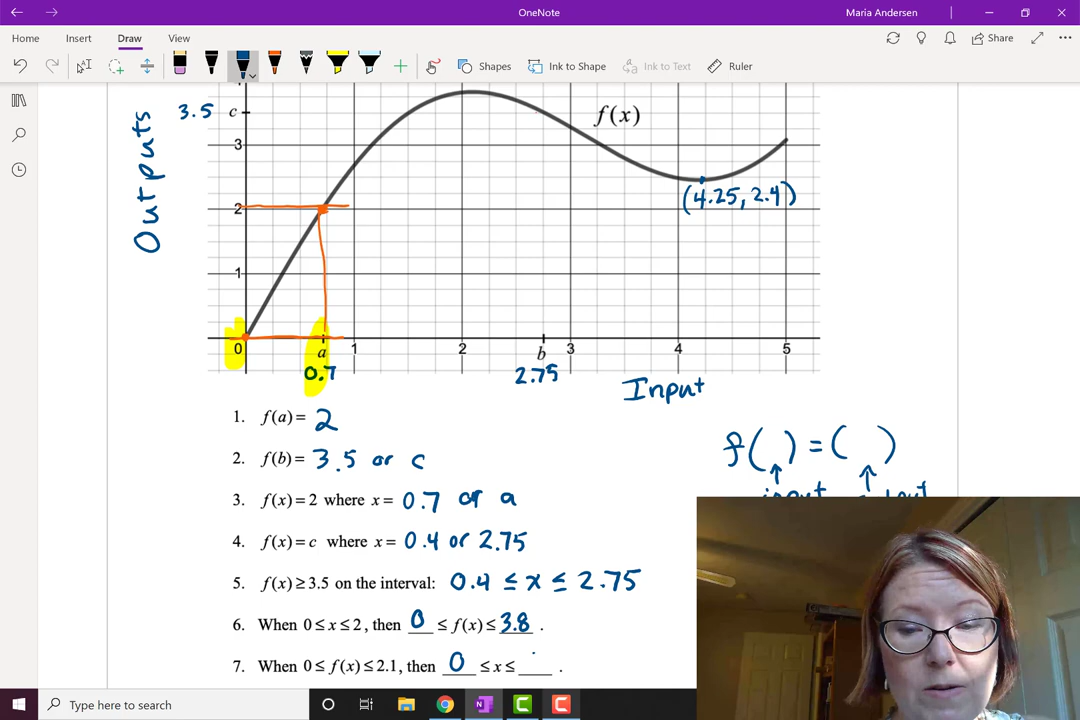 OneNote
Maria Andersen
Home Insert Draw View
Share
Shapes Ink to Shape Ink to Text Ruler
Outputs
3.5 c
f(x)
3
(4.25, 2.4)
2
1
0 a 1 2 b 3 4 5
0.7 2.75
Input
1. f(a) = 2
2. f(b) = 3.5 or c
f( ) = ( )
3. f(x) = 2 where x = 0.7 or a
4. f(x) = c where x = 0.4 or 2.75
5. f(x) ≥ 3.5 on the interval: 0.4 ≤ x ≤ 2.75
6. When 0 ≤ x ≤ 2, then 0 ≤ f(x) ≤ 3.8.
7. When 0 ≤ f(x) ≤ 2.1, then 0 ≤ x ≤ ___.
Type here to search